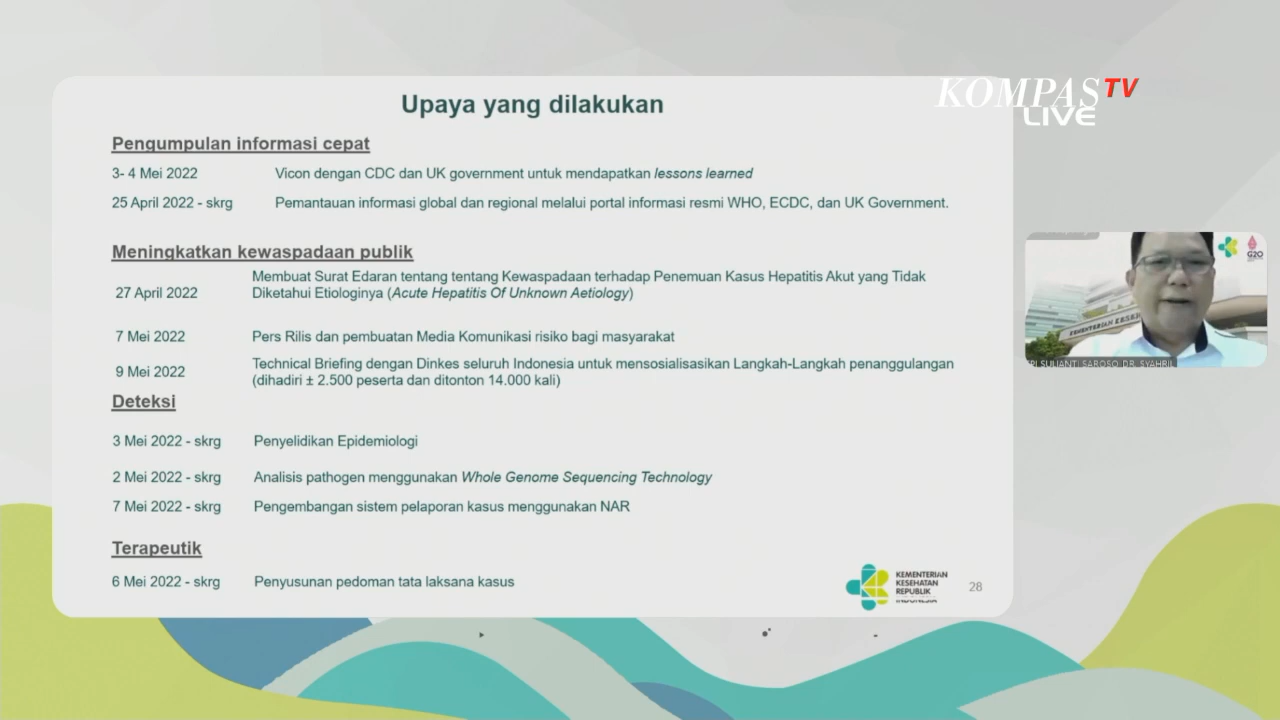 KOMPAS TV
LIVE
Upaya yang dilakukan
Pengumpulan informasi cepat
3- 4 Mei 2022 Vicon dengan CDC dan UK government untuk mendapatkan lessons learned
25 April 2022 - skrg Pemantauan informasi global dan regional melalui portal informasi resmi WHO, ECDC, dan UK Government.
Meningkatkan kewaspadaan publik
27 April 2022 Membuat Surat Edaran tentang tentang Kewaspadaan terhadap Penemuan Kasus Hepatitis Akut yang Tidak
Diketahui Etiologinya (Acute Hepatitis Of Unknown Aetiology)
7 Mei 2022 Pers Rilis dan pembuatan Media Komunikasi risiko bagi masyarakat
9 Mei 2022 Technical Briefing dengan Dinkes seluruh Indonesia untuk mensosialisasikan Langkah-Langkah penanggulangan
(dihadiri ± 2.500 peserta dan ditonton 14.000 kali)
Deteksi
3 Mei 2022 - skrg Penyelidikan Epidemiologi
2 Mei 2022 - skrg Analisis pathogen menggunakan Whole Genome Sequencing Technology
7 Mei 2022 - skrg Pengembangan sistem pelaporan kasus menggunakan NAR
Terapeutik
6 Mei 2022 - skrg Penyusunan pedoman tata laksana kasus
KEMENTERIAN
KESEHATAN
REPUBLIK
INDONESIA
28
G20
KEMENTERIAN KESE
SULIANTI SAROSO: DR. SYAHRIL